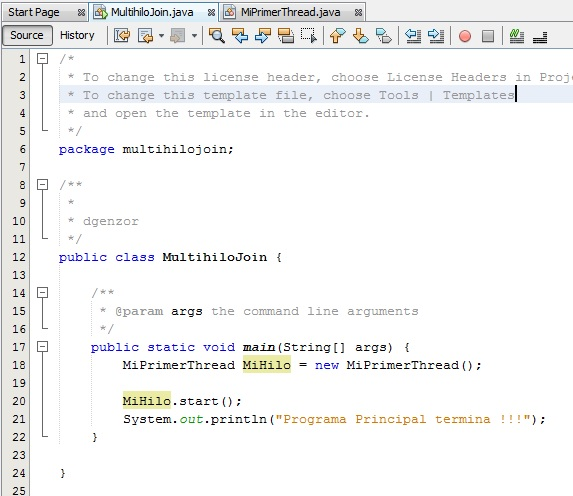 Start Page MultihiloJoin.java MiPrimerThread.java
Source History
1 /*
2 * To change this license header, choose License Headers in Proj
3 * To change this template file, choose Tools | Templates
4 * and open the template in the editor.
5 */
6 package multihilojoin;
7
8 /**
9 *
10 * dgenzor
11 */
12 public class MultihiloJoin {
13
14 /**
15 * @param args the command line arguments
16 */
17 public static void main(String[] args) {
18 MiPrimerThread MiHilo = new MiPrimerThread();
19
20 MiHilo.start();
21 System.out.println("Programa Principal termina !!!");
22 }
23
24 }
25